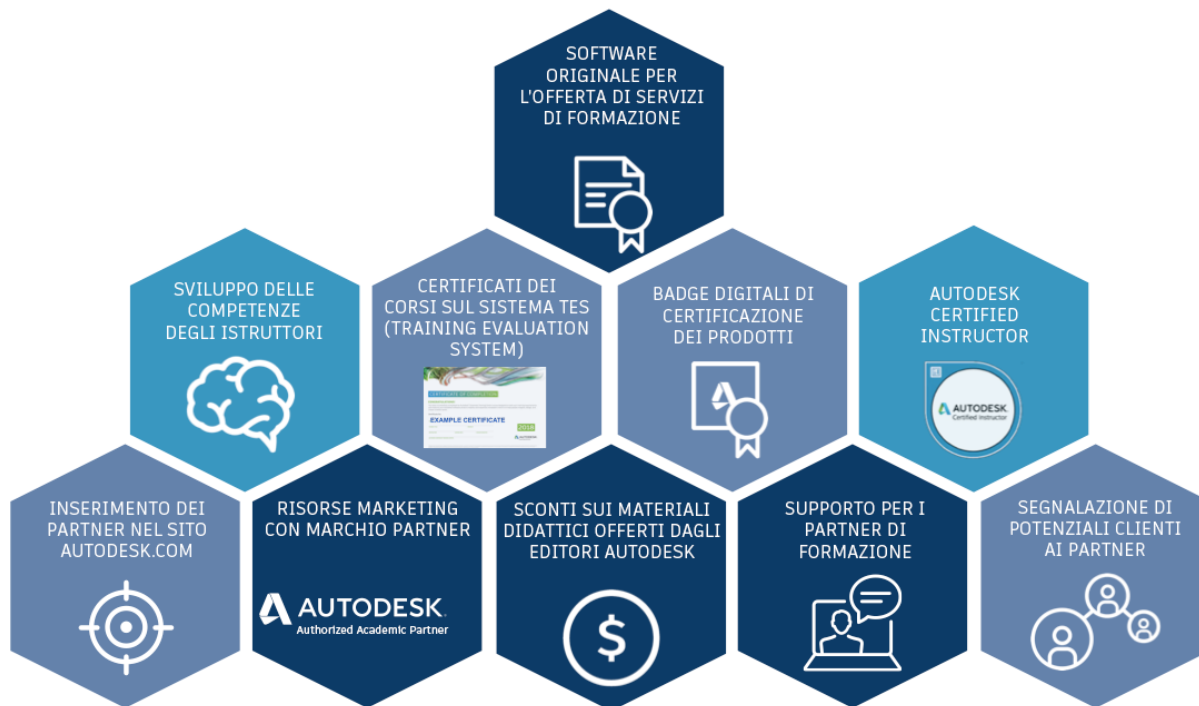 SOFTWARE
ORIGINALE PER
L'OFFERTA DI SERVIZI
DI FORMAZIONE
SVILUPPO DELLE
COMPETENZE
DEGLI ISTRUTTORI
CERTIFICATI DEI
CORSI SUL SISTEMA TES
(TRAINING EVALUATION
SYSTEM)
EXAMPLE CERTIFICATE
2018
AUTODESK
BADGE DIGITALI DI
CERTIFICAZIONE
DEI PRODOTTI
AUTODESK
CERTIFIED
INSTRUCTOR
AUTODESK
Certified Instructor
INSERIMENTO DEI
PARTNER NEL SITO
AUTODESK.COM
RISORSE MARKETING
CON MARCHIO PARTNER
AUTODESK.
Authorized Academic Partner
SCONTI SUI MATERIALI
DIDATTICI OFFERTI DAGLI
EDITORI AUTODESK
$
SUPPORTO PER I
PARTNER DI
FORMAZIONE
SEGNALAZIONE DI
POTENZIALI CLIENTI
AI PARTNER